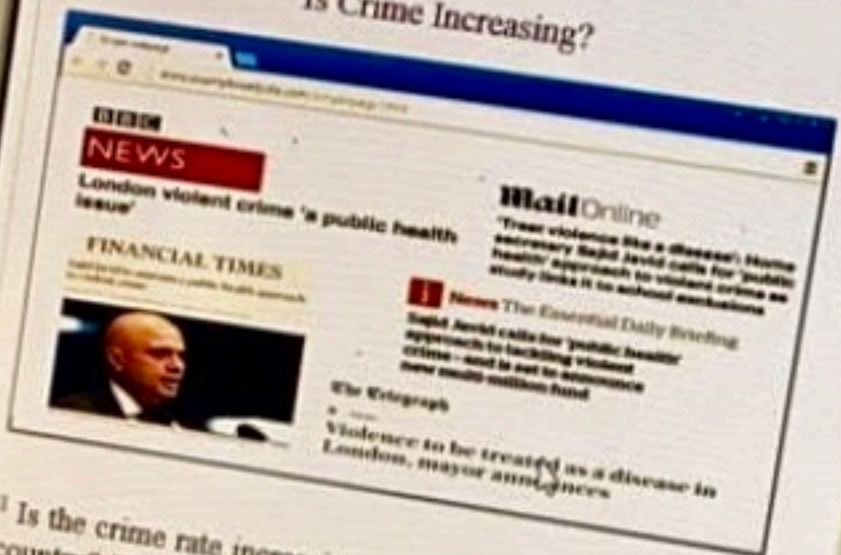 Is Crime Increasing?
BBC
NEWS
London violent crime 'a public health
issue'
Mail Online
'Treat violence like a disease': Home
secretary Sajid Javid calls for 'public
health' approach to violent crime as
study links it to school exclusions
FINANCIAL TIMES
public health approach
i News The Essential Daily Briefing
Sajid Javid calls for 'public health'
approach to tackling violent
crime - and is set to announce
new multi-million fund
The Telegraph
Violence to be treated as a disease in
London, mayor announces
Is the crime rate